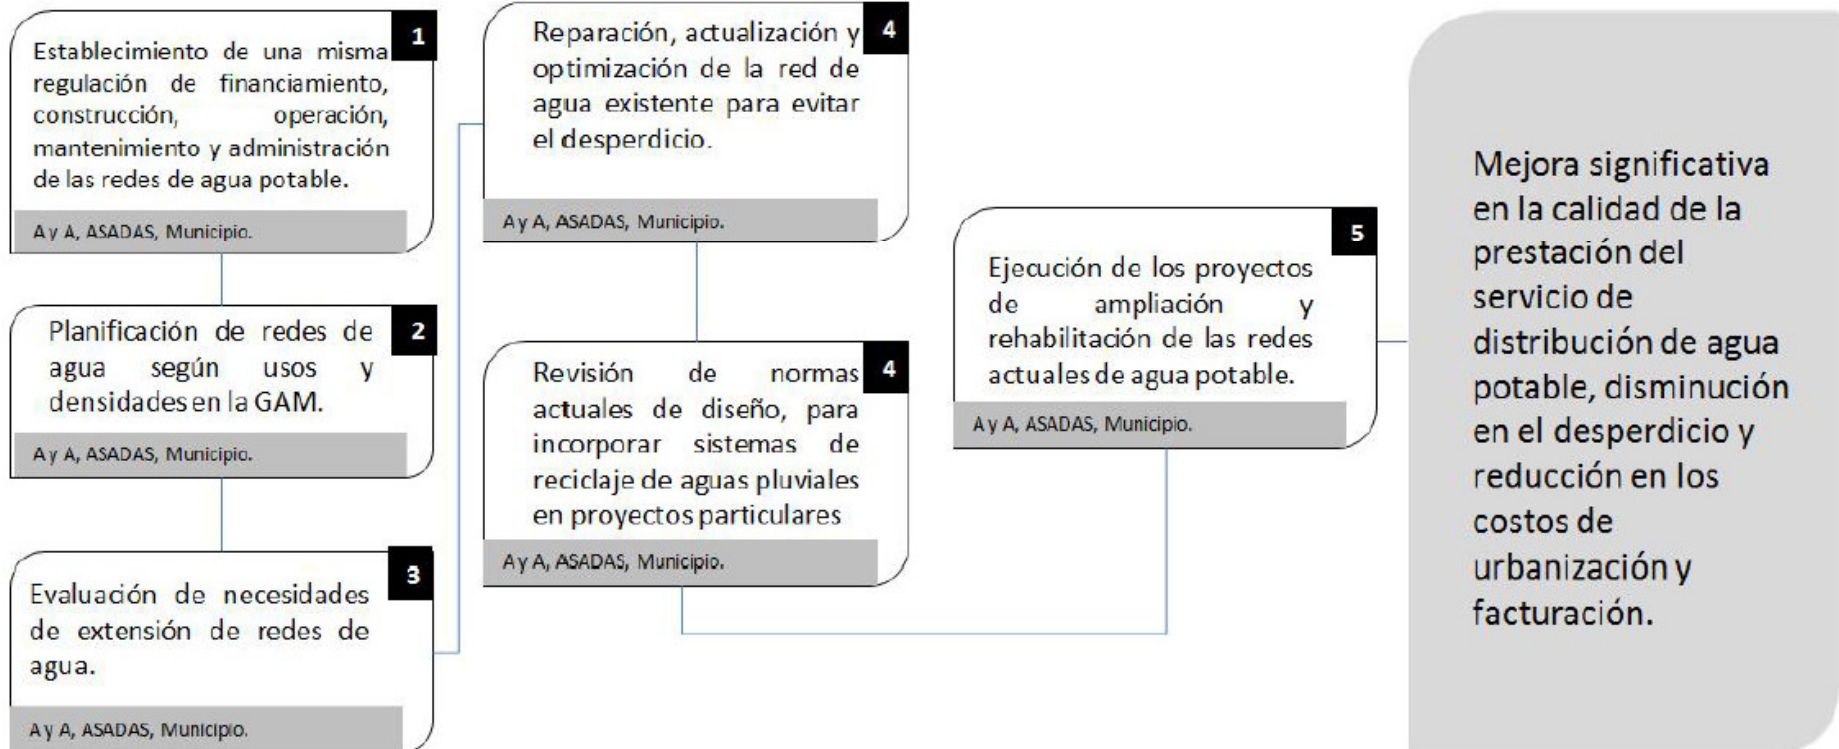 1
Establecimiento de una misma
regulación de financiamiento,
construcción, operación,
mantenimiento y administración
de las redes de agua potable.
A y A, ASADAS, Municipio.
2
Planificación de redes de
agua según usos y
densidades en la GAM.
A y A, ASADAS, Municipio.
3
Evaluación de necesidades
de extensión de redes de
agua.
A y A, ASADAS, Municipio.
4
Reparación, actualización y
optimización de la red de
agua existente para evitar
el desperdicio.
A y A, ASADAS, Municipio.
4
Revisión de normas
actuales de diseño, para
incorporar sistemas de
reciclaje de aguas pluviales
en proyectos particulares
A y A, ASADAS, Municipio.
5
Ejecución de los proyectos
de ampliación y
rehabilitación de las redes
actuales de agua potable.
A y A, ASADAS, Municipio.
Mejora significativa
en la calidad de la
prestación del
servicio de
distribución de agua
potable, disminución
en el desperdicio y
reducción en los
costos de
urbanización y
facturación.